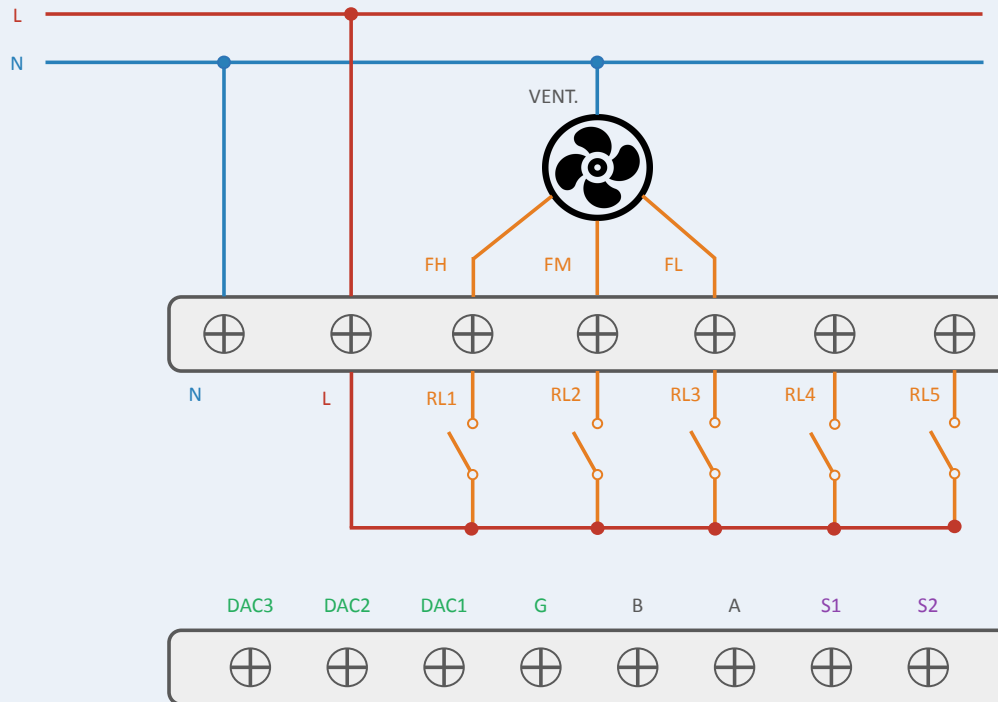 L
N
VENT.
FH FM FL
N L RL1 RL2 RL3 RL4 RL5
DAC3 DAC2 DAC1 G B A S1 S2